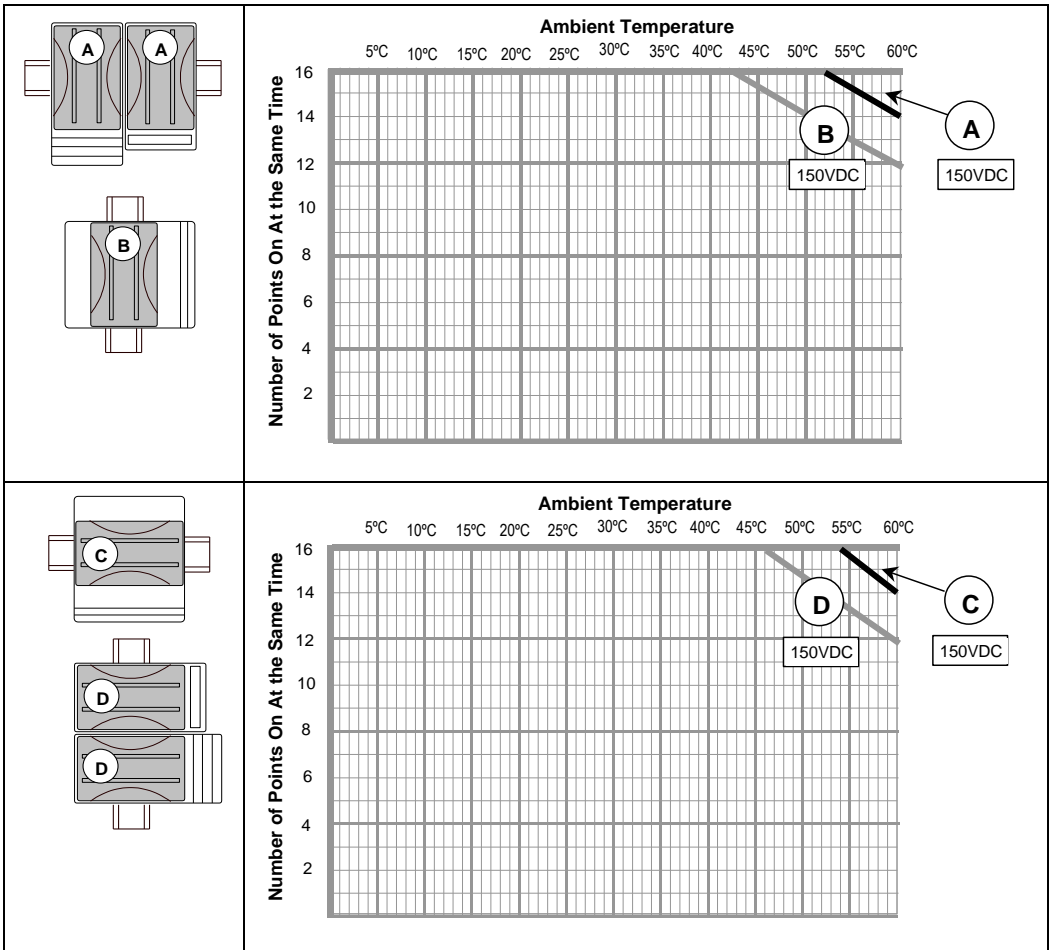 A A
B
Ambient Temperature
5ºC 10ºC 15ºC 20ºC 25ºC 30ºC 35ºC 40ºC 45ºC 50ºC 55ºC 60ºC
Number of Points On At the Same Time
16
14
12
10
8
6
4
2
B
150VDC
A
150VDC
C
D
D
Ambient Temperature
5ºC 10ºC 15ºC 20ºC 25ºC 30ºC 35ºC 40ºC 45ºC 50ºC 55ºC 60ºC
Number of Points On At the Same Time
16
14
12
10
8
6
4
2
D
150VDC
C
150VDC